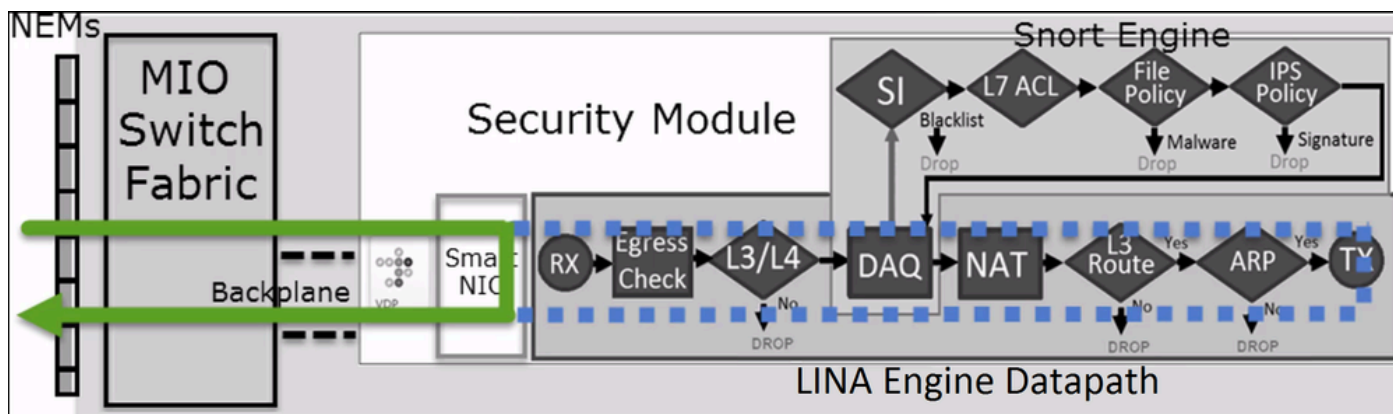 NEMs
MIO
Switch
Fabric
Backplane
Security Module
VDP
Smart
NIC
Snort Engine
SI
L7 ACL
File
Policy
IPS
Policy
Blacklist
Drop
Malware
Drop
Signature
Drop
RX
Egress
Check
L3/L4
No
DROP
DAQ
NAT
L3
Route
Yes
No
DROP
ARP
Yes
No
DROP
TX
LINA Engine Datapath